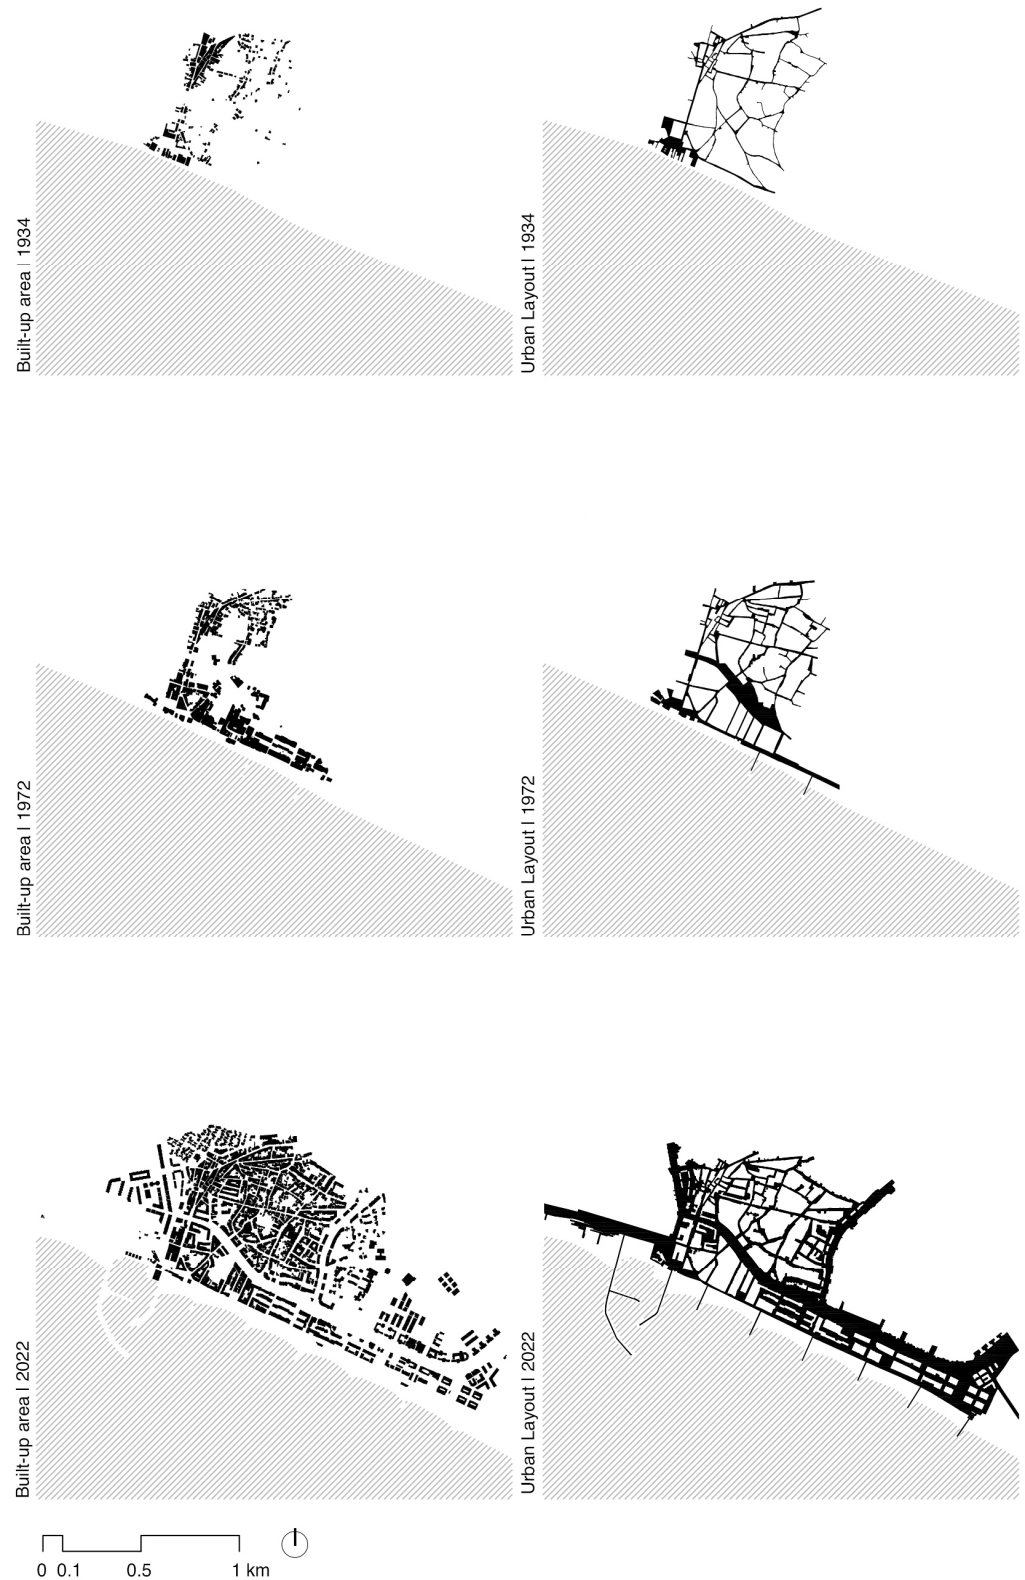 Built-up area | 1934
Urban Layout | 1934
Built-up area | 1972
Urban Layout | 1972
Built-up area | 2022
Urban Layout | 2022
0 0.1 0.5 1 km